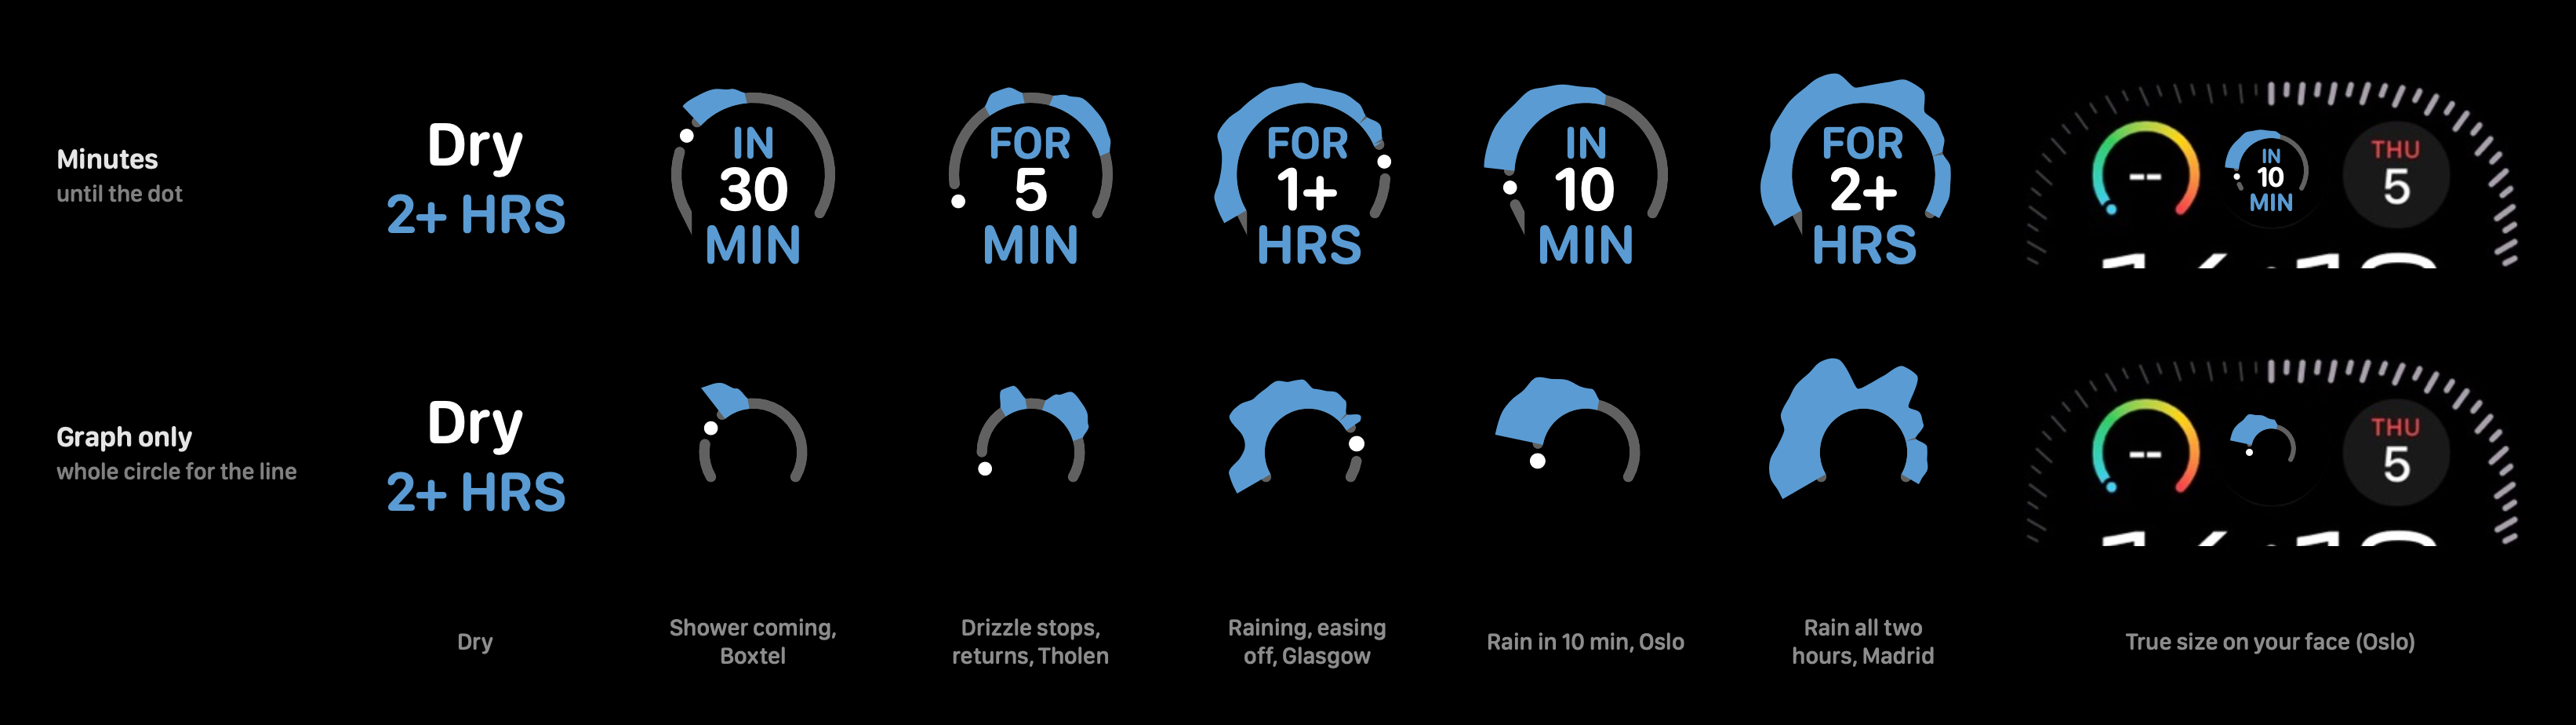 Minutes
until the dot
Dry
2+ HRS
IN
30
MIN
FOR
5
MIN
FOR
1+
HRS
IN
10
MIN
FOR
2+
HRS
--
IN
10
MIN
THU
5
Graph only
whole circle for the line
Dry
2+ HRS
--
THU
5
Dry
Shower coming,
Boxtel
Drizzle stops,
returns, Tholen
Raining, easing
off, Glasgow
Rain in 10 min, Oslo
Rain all two
hours, Madrid
True size on your face (Oslo)